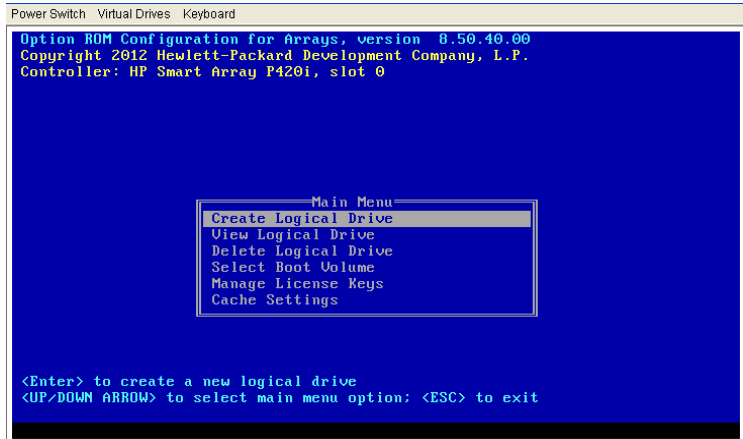 Power Switch Virtual Drives Keyboard
Option ROM Configuration for Arrays, version  8.50.40.00
Copyright 2012 Hewlett-Packard Development Company, L.P.
Controller: HP Smart Array P420i, slot 0
Main Menu
Create Logical Drive
View Logical Drive
Delete Logical Drive
Select Boot Volume
Manage License Keys
Cache Settings
<Enter> to create a new logical drive
<UP/DOWN ARROW> to select main menu option; <ESC> to exit